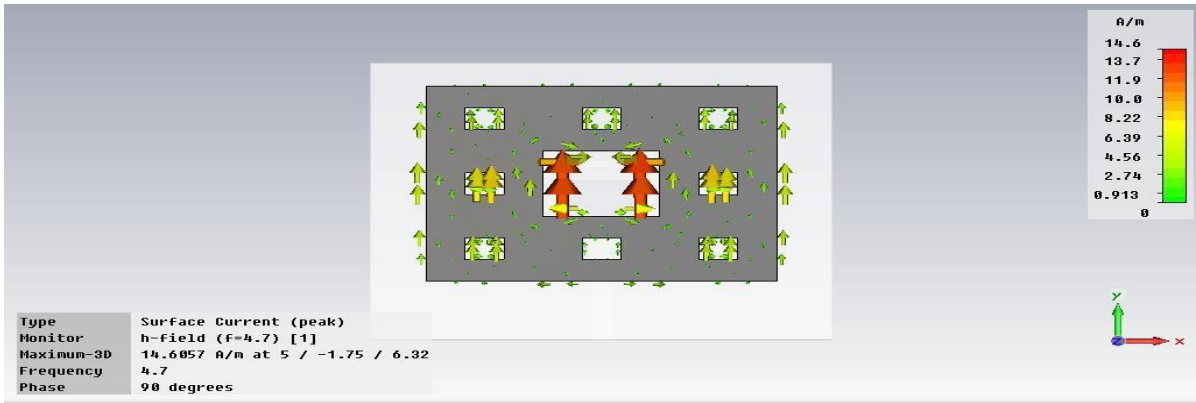 A/m
14.6
13.7
11.9
10.0
8.22
6.39
4.56
2.74
0.913
0
Type Surface Current (peak)
Monitor h-field (f=4.7) [1]
Maximum-3D 14.6057 A/m at 5 / -1.75 / 6.32
Frequency 4.7
Phase 90 degrees
Y
Z
X